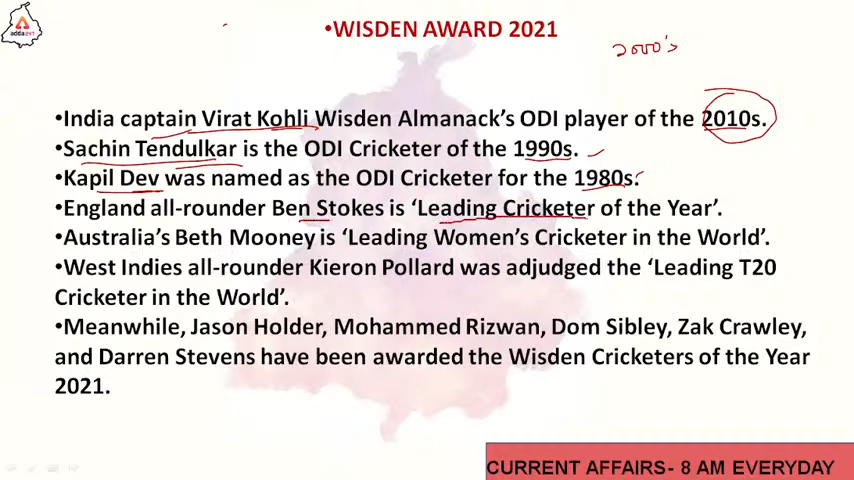 adda247
•WISDEN AWARD 2021
2000's
•India captain Virat Kohli Wisden Almanack's ODI player of the 2010s.
•Sachin Tendulkar is the ODI Cricketer of the 1990s.
•Kapil Dev was named as the ODI Cricketer for the 1980s.
•England all-rounder Ben Stokes is ‘Leading Cricketer of the Year’.
•Australia's Beth Mooney is ‘Leading Women's Cricketer in the World’.
•West Indies all-rounder Kieron Pollard was adjudged the ‘Leading T20
Cricketer in the World’.
•Meanwhile, Jason Holder, Mohammed Rizwan, Dom Sibley, Zak Crawley,
and Darren Stevens have been awarded the Wisden Cricketers of the Year
2021.
CURRENT AFFAIRS- 8 AM EVERYDAY